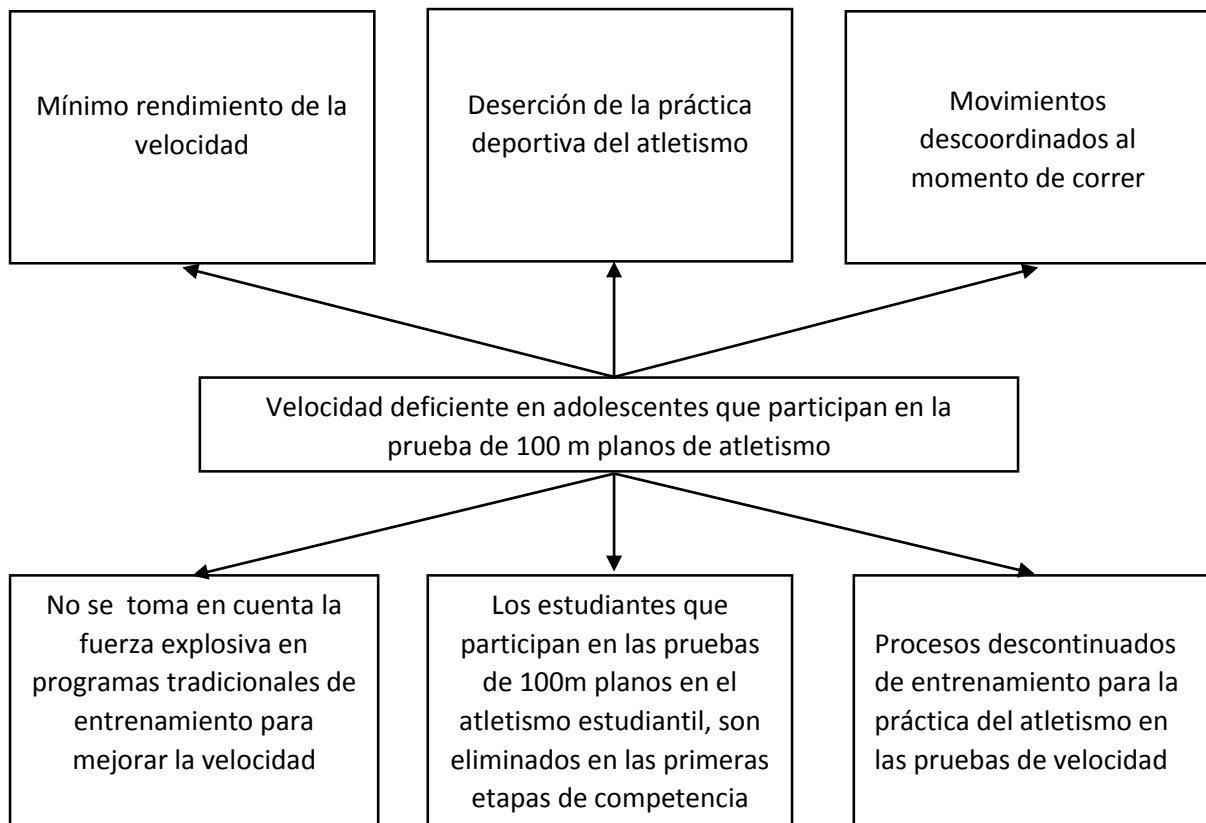 Mínimo rendimiento de la
velocidad
Deserción de la práctica
deportiva del atletismo
Movimientos
descoordinados al
momento de correr
Velocidad deficiente en adolescentes que participan en la
prueba de 100 m planos de atletismo
No se toma en cuenta la
fuerza explosiva en
programas tradicionales de
entrenamiento para
mejorar la velocidad
Los estudiantes que
participan en las pruebas
de 100m planos en el
atletismo estudiantil, son
eliminados en las primeras
etapas de competencia
Procesos descontinuados
de entrenamiento para la
práctica del atletismo en
las pruebas de velocidad